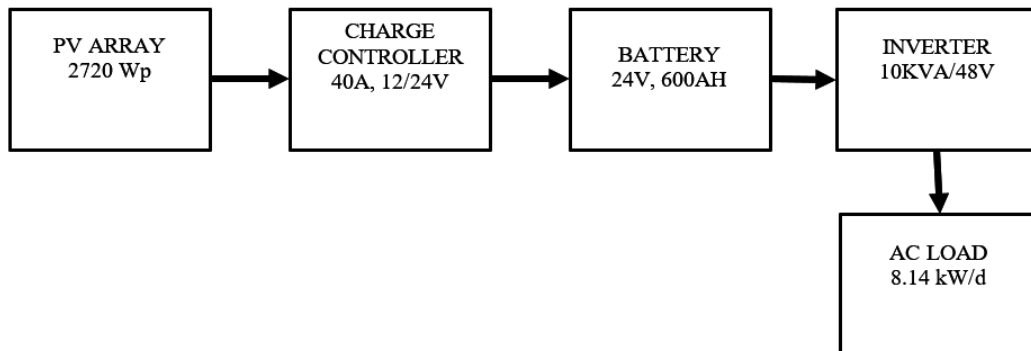 PV ARRAY
2720 Wp
CHARGE
CONTROLLER
40A, 12/24V
BATTERY
24V, 600AH
INVERTER
10KVA/48V
AC LOAD
8.14 kW/d